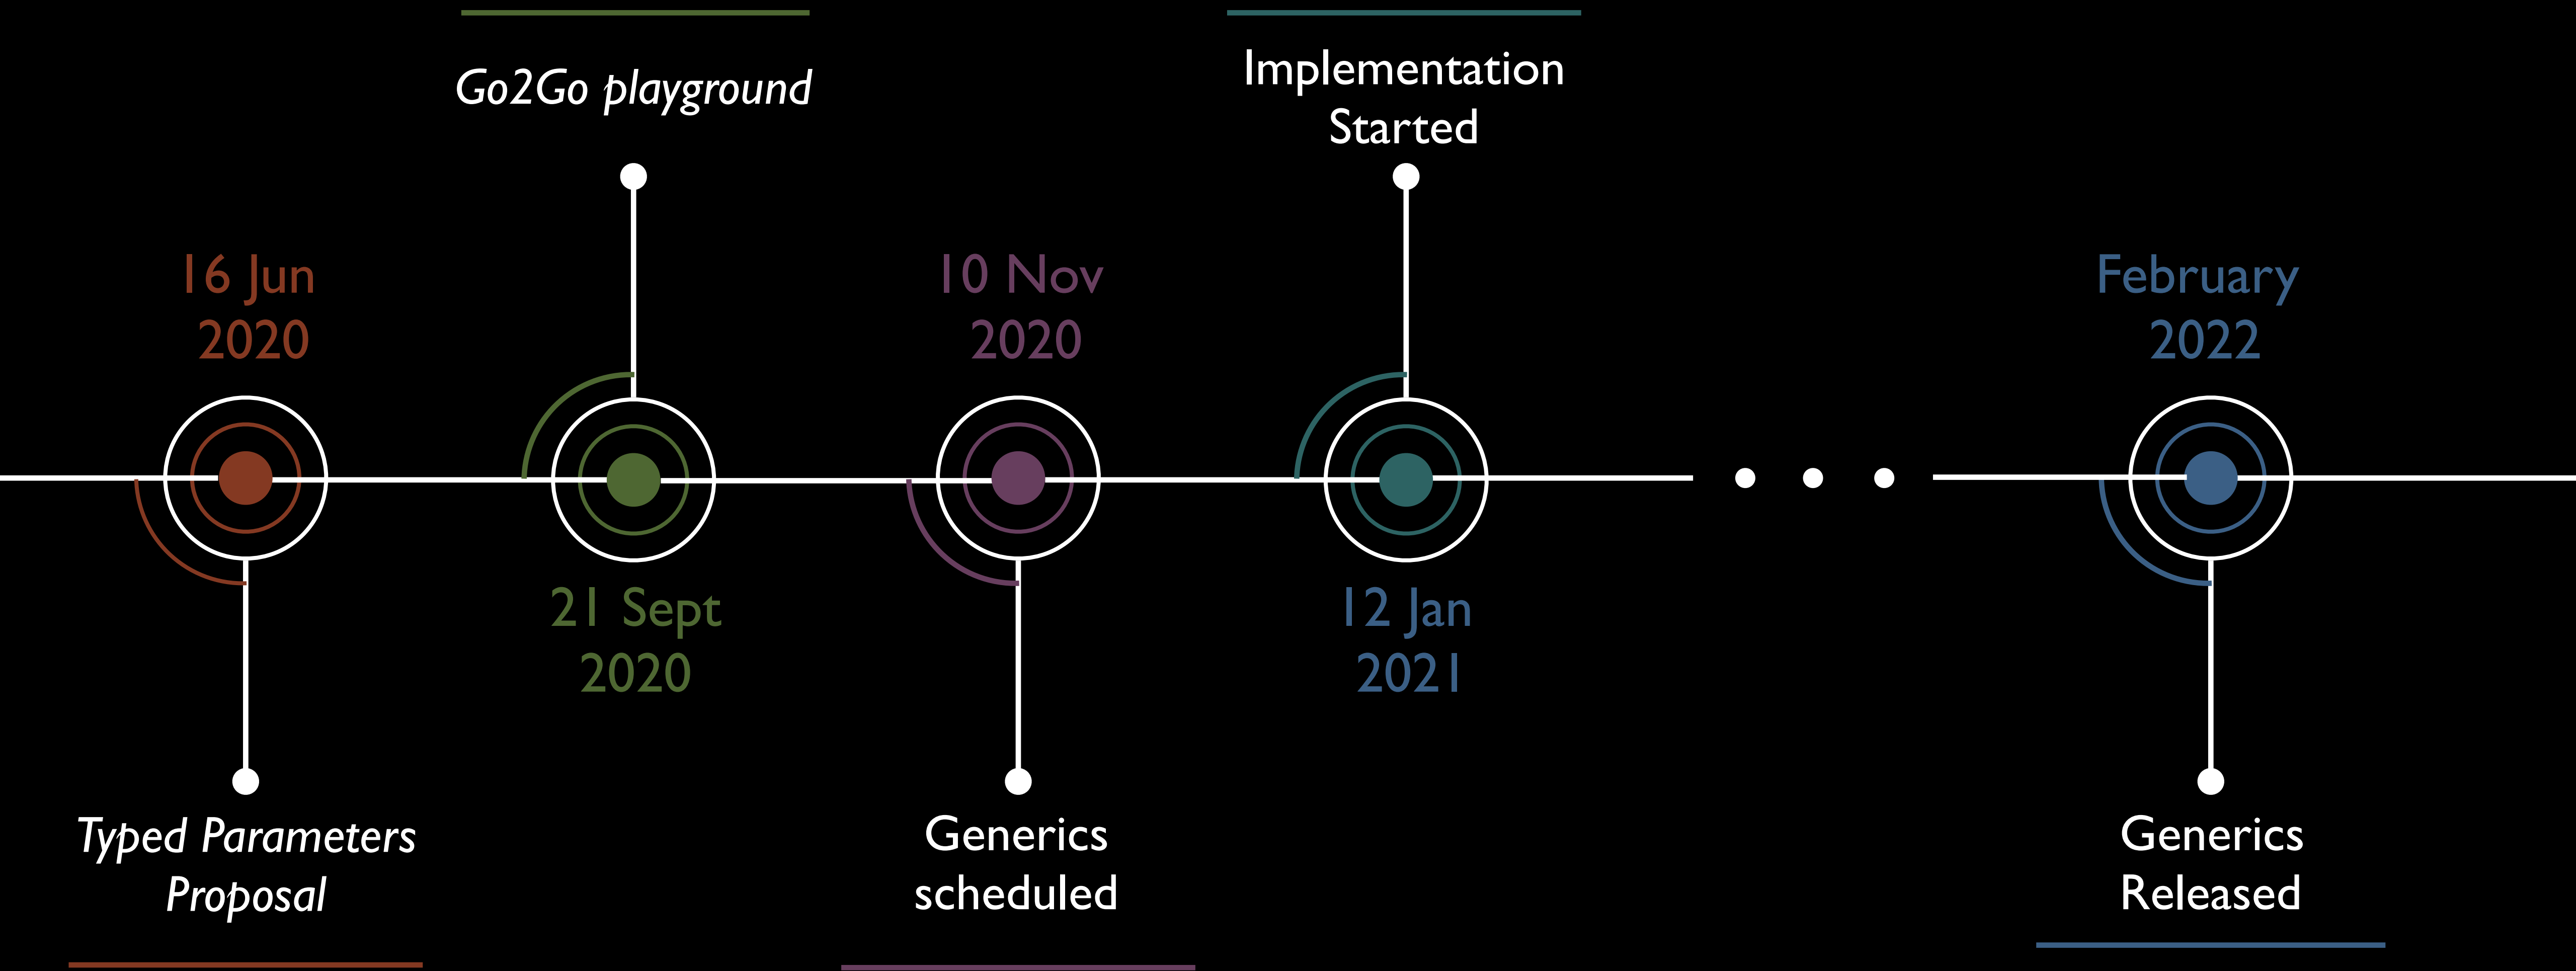 Go2Go playground
Implementation
Started
16 Jun
2020
10 Nov
2020
February
2022
21 Sept
2020
12 Jan
2021
Typed Parameters
Proposal
Generics
scheduled
Generics
Released